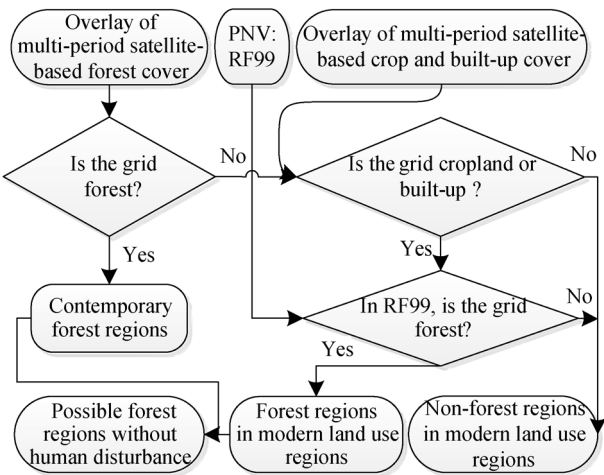 Overlay of
multi-period satellite-
based forest cover
PNV:
RF99
Overlay of multi-period satellite-
based crop and built-up cover
Is the grid
forest?
No
Is the grid cropland or
built-up ?
No
Yes
Yes
Contemporary
forest regions
In RF99, is the grid
forest?
No
Yes
Possible forest
regions without
human disturbance
Forest regions
in modern land use
regions
Non-forest regions
in modern land use
regions